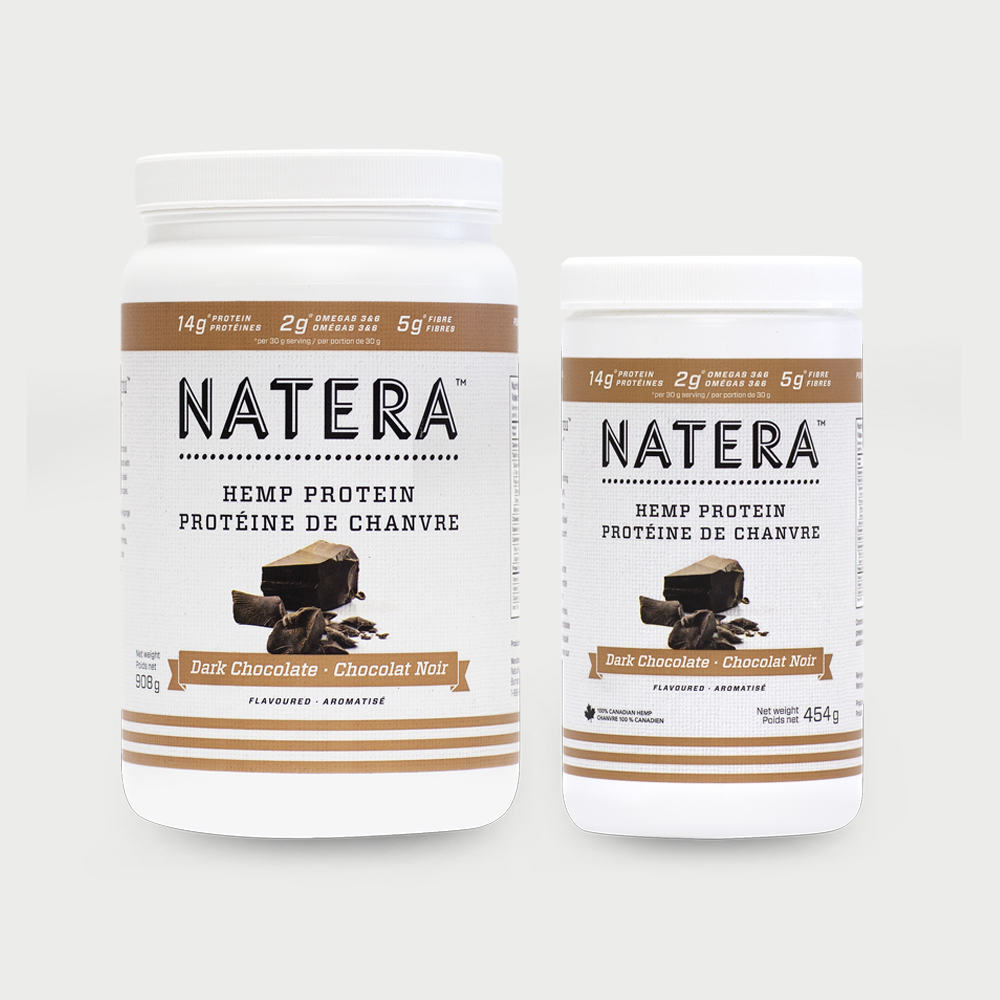 14g* PROTEIN PROTÉINES 2g* OMEGAS 3&6 OMÉGAS 3&6 5g* FIBRE FIBRES
*per 30 g serving / par portion de 30 g
NATERA™
HEMP PROTEIN
PROTÉINE DE CHANVRE
Net weight
Poids net
908g
Dark Chocolate · Chocolat Noir
FLAVOURED · AROMATISÉ
14g* PROTEIN PROTÉINES 2g* OMEGAS 3&6 OMÉGAS 3&6 5g* FIBRE FIBRES
*per 30 g serving / par portion de 30 g
NATERA™
HEMP PROTEIN
PROTÉINE DE CHANVRE
Dark Chocolate · Chocolat Noir
FLAVOURED · AROMATISÉ
100% CANADIAN HEMP
CHANVRE 100 % CANADIEN
Net weight
Poids net 454g